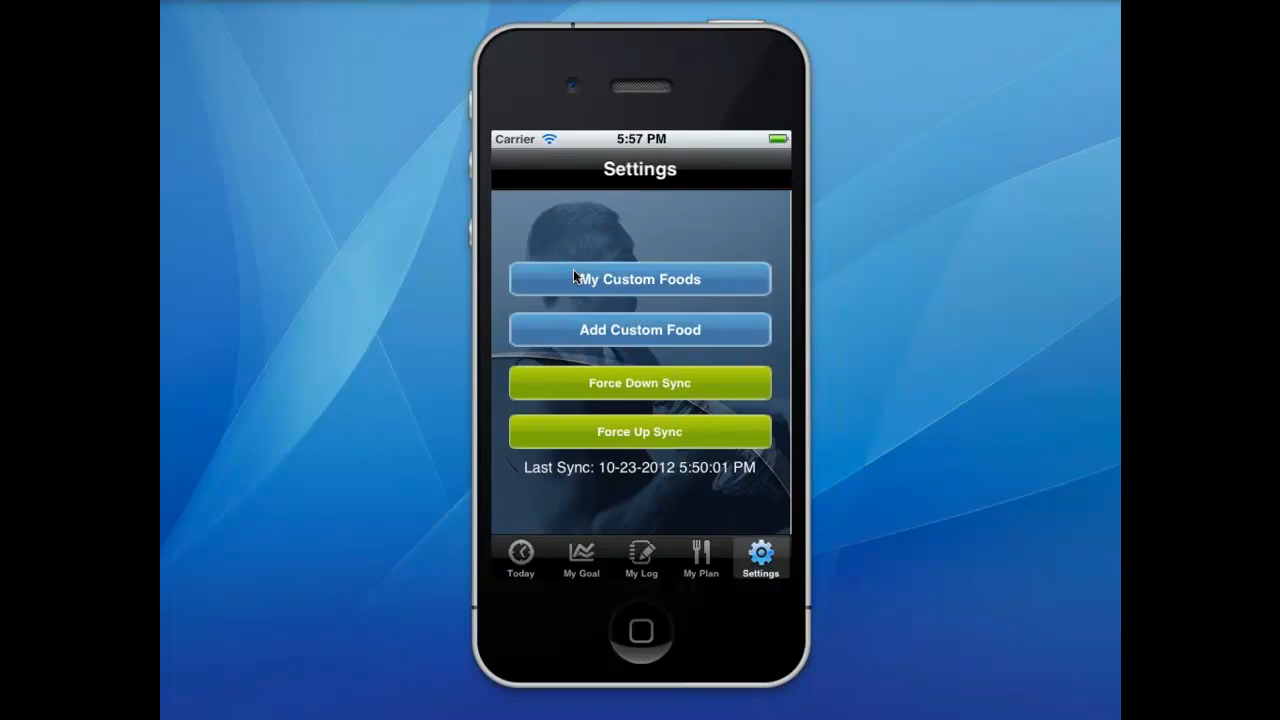 Carrier 5:57 PM
Settings
My Custom Foods
Add Custom Food
Force Down Sync
Force Up Sync
Last Sync: 10-23-2012 5:50:01 PM
Today My Goal My Log My Plan Settings